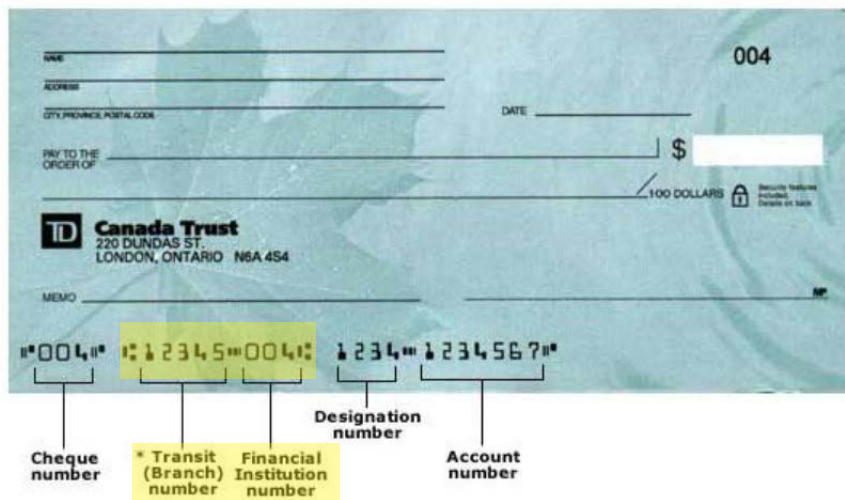 004
NAME
ADDRESS
CITY, PROVINCE, POSTAL CODE
DATE
PAY TO THE
ORDER OF
$
/100 DOLLARS
Security features
included.
Details on back
TD Canada Trust
220 DUNDAS ST.
LONDON, ONTARIO N6A 4S4
MEMO
MP
⑈004⑈ ⑆12345⑉004⑆ 1234⑉1234567⑈
Cheque
number
* Transit
(Branch)
number
Financial
Institution
number
Designation
number
Account
number